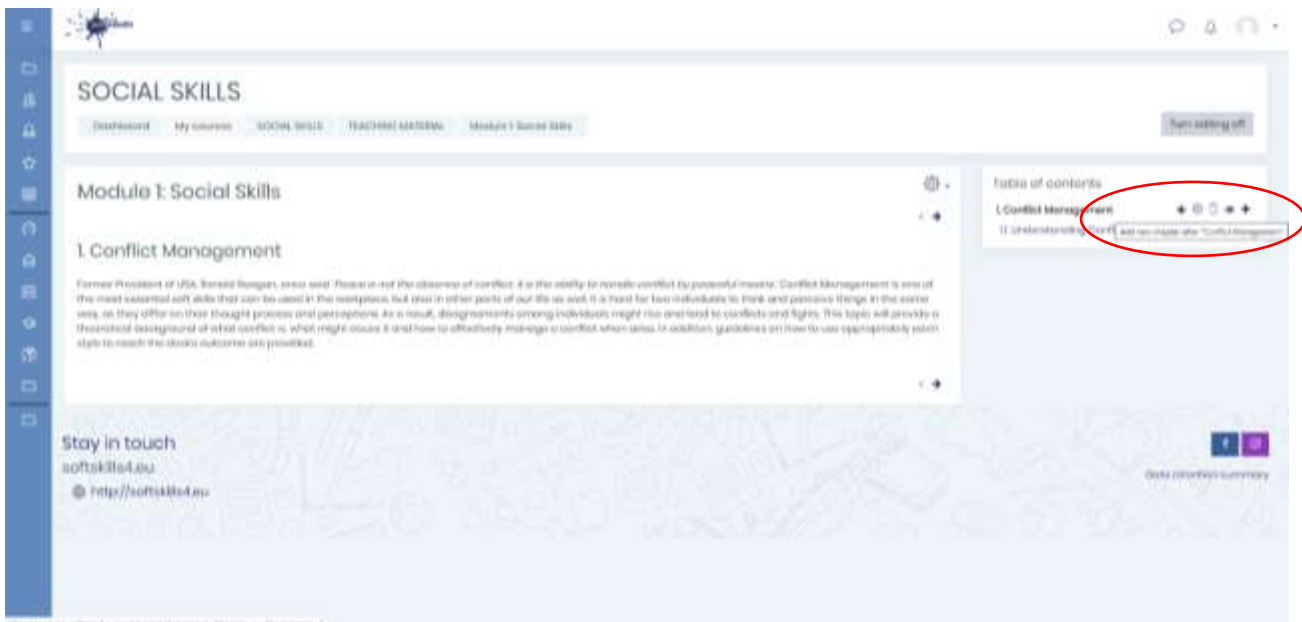 SOCIAL SKILLS
Dashboard My courses SOCIAL SKILLS TEACHING MATERIAL Module 1: Social Skills
Turn editing off
Module 1: Social Skills
Table of contents
1. Conflict Management
1.1. Understanding Conf
Add new chapter after "Conflict Management"
1. Conflict Management
Former President of USA, Ronald Reagan, once said 'Peace is not the absence of conflict, it is the ability to handle conflict by peaceful means'. Conflict Management is one of
the most essential soft skills that can be used in the workplace, but also in other parts of our life as well. It is hard for two individuals to think and perceive things in the same
way, as they differ on their thought process and perceptions. As a result, disagreements among individuals might rise and lead to conflicts and fights. This topic will provide a
theoretical background of what conflict is, what might cause it and how to effectively manage a conflict when arise. In addition, guidelines on how to use appropriately each
style to reach the desire outcome are provided.
Stay in touch
softskills4.eu
http://softskills4.eu
Data retention summary